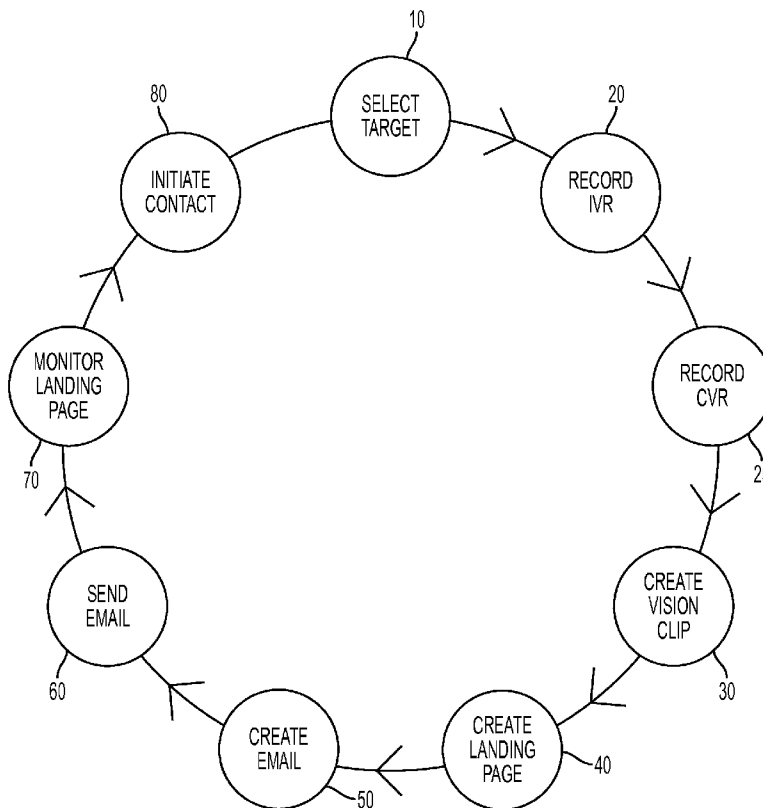 10
SELECT
TARGET
20
RECORD
IVR
RECORD
CVR
CREATE
VISION
CLIP
30
CREATE
LANDING
PAGE
40
CREATE
EMAIL
50
SEND
EMAIL
60
MONITOR
LANDING
PAGE
70
80
INITIATE
CONTACT